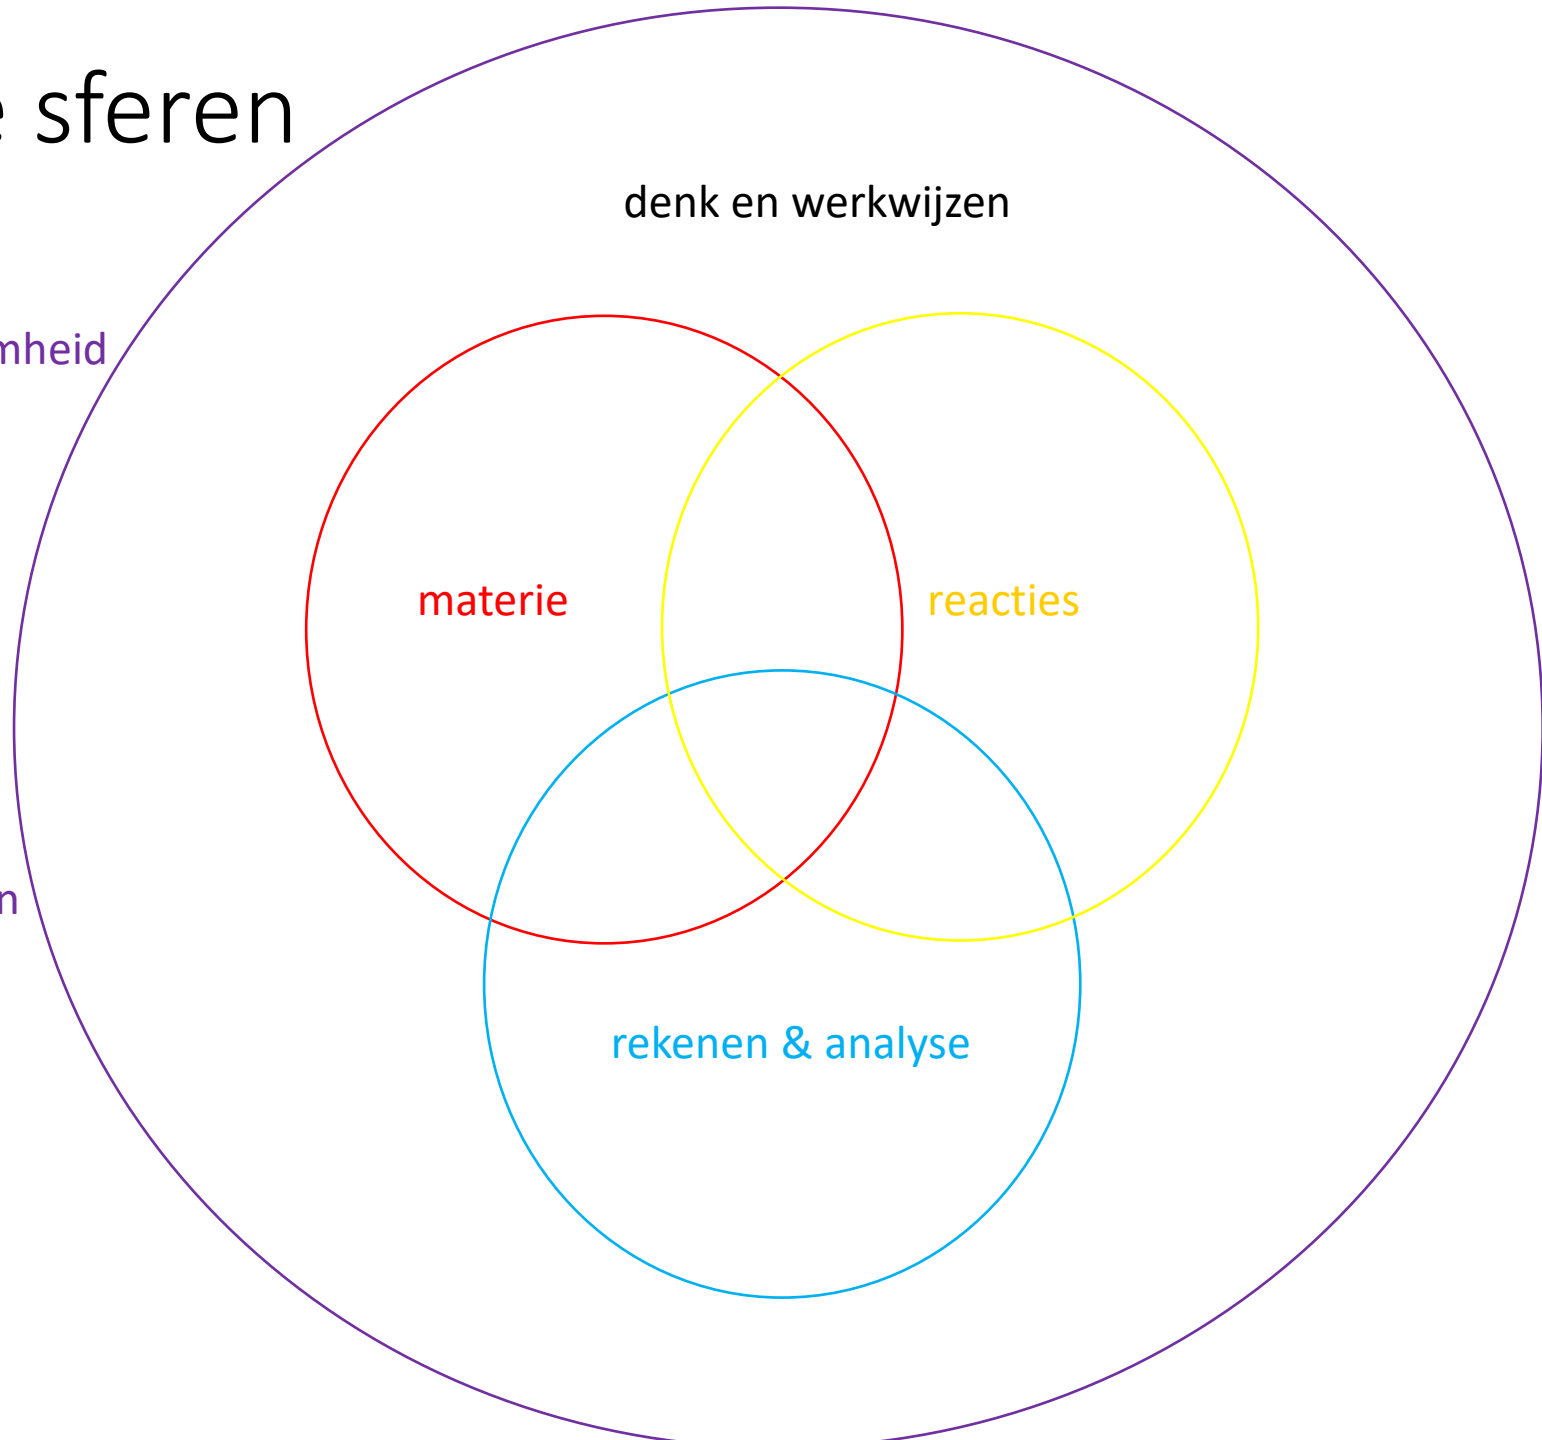 sferen
denk en werkwijzen
mheid
materie
reacties
n
rekenen & analyse